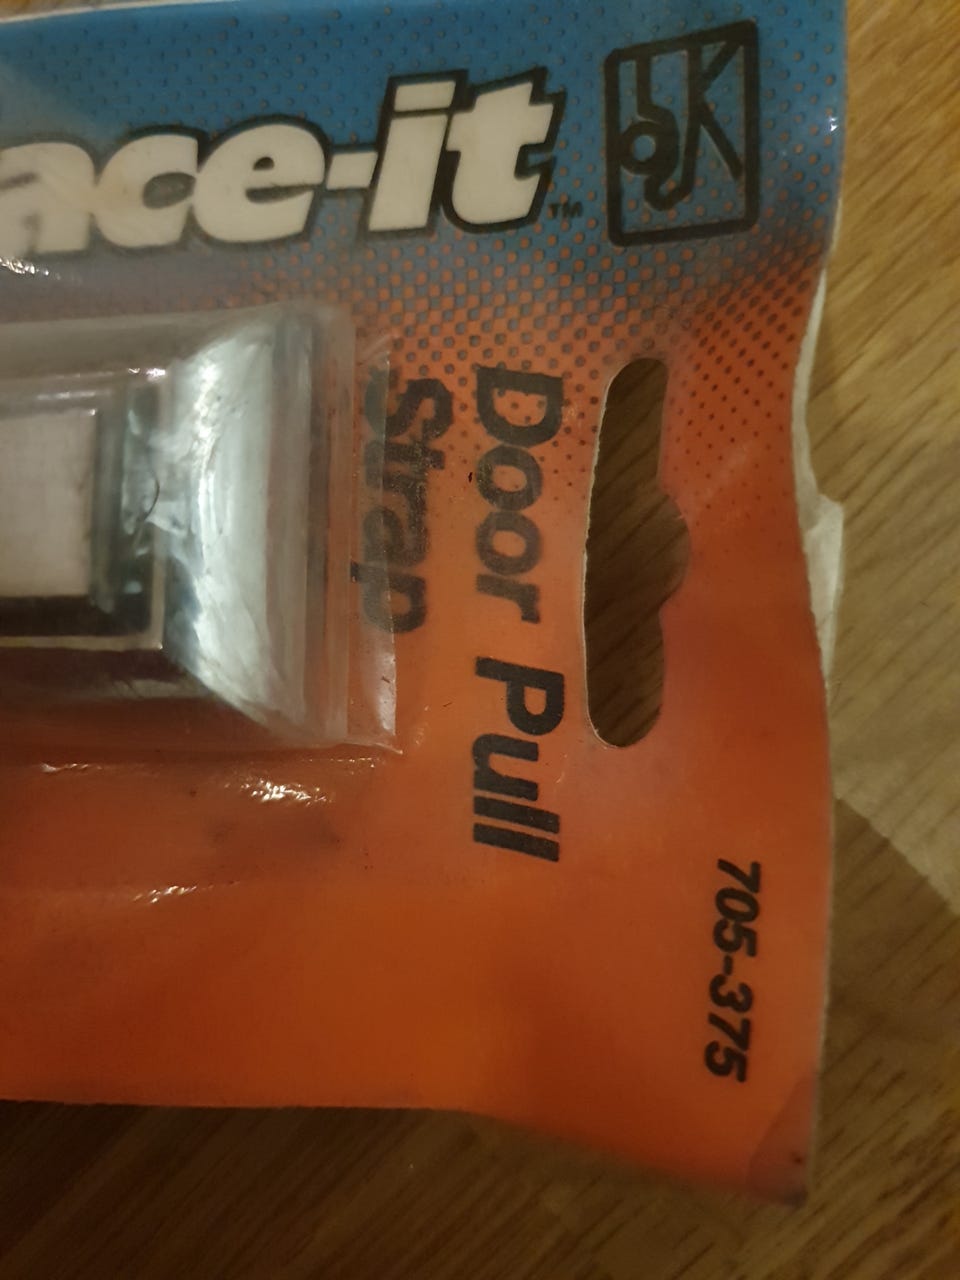 ace-it™
Door Pull
Strap
705-375